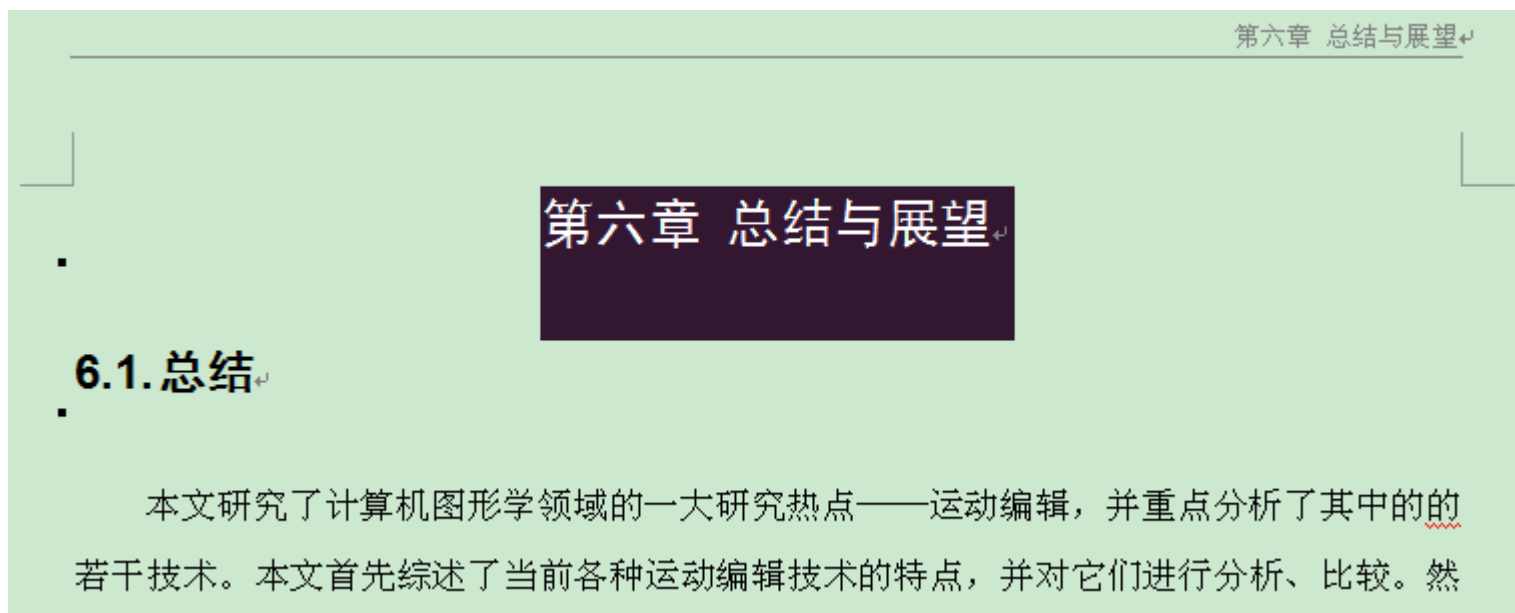 第六章 总结与展望
第六章 总结与展望
6.1.总结
本文研究了计算机图形学领域的一大研究热点——运动编辑，并重点分析了其中的的
若干技术。本文首先综述了当前各种运动编辑技术的特点，并对它们进行分析、比较。然